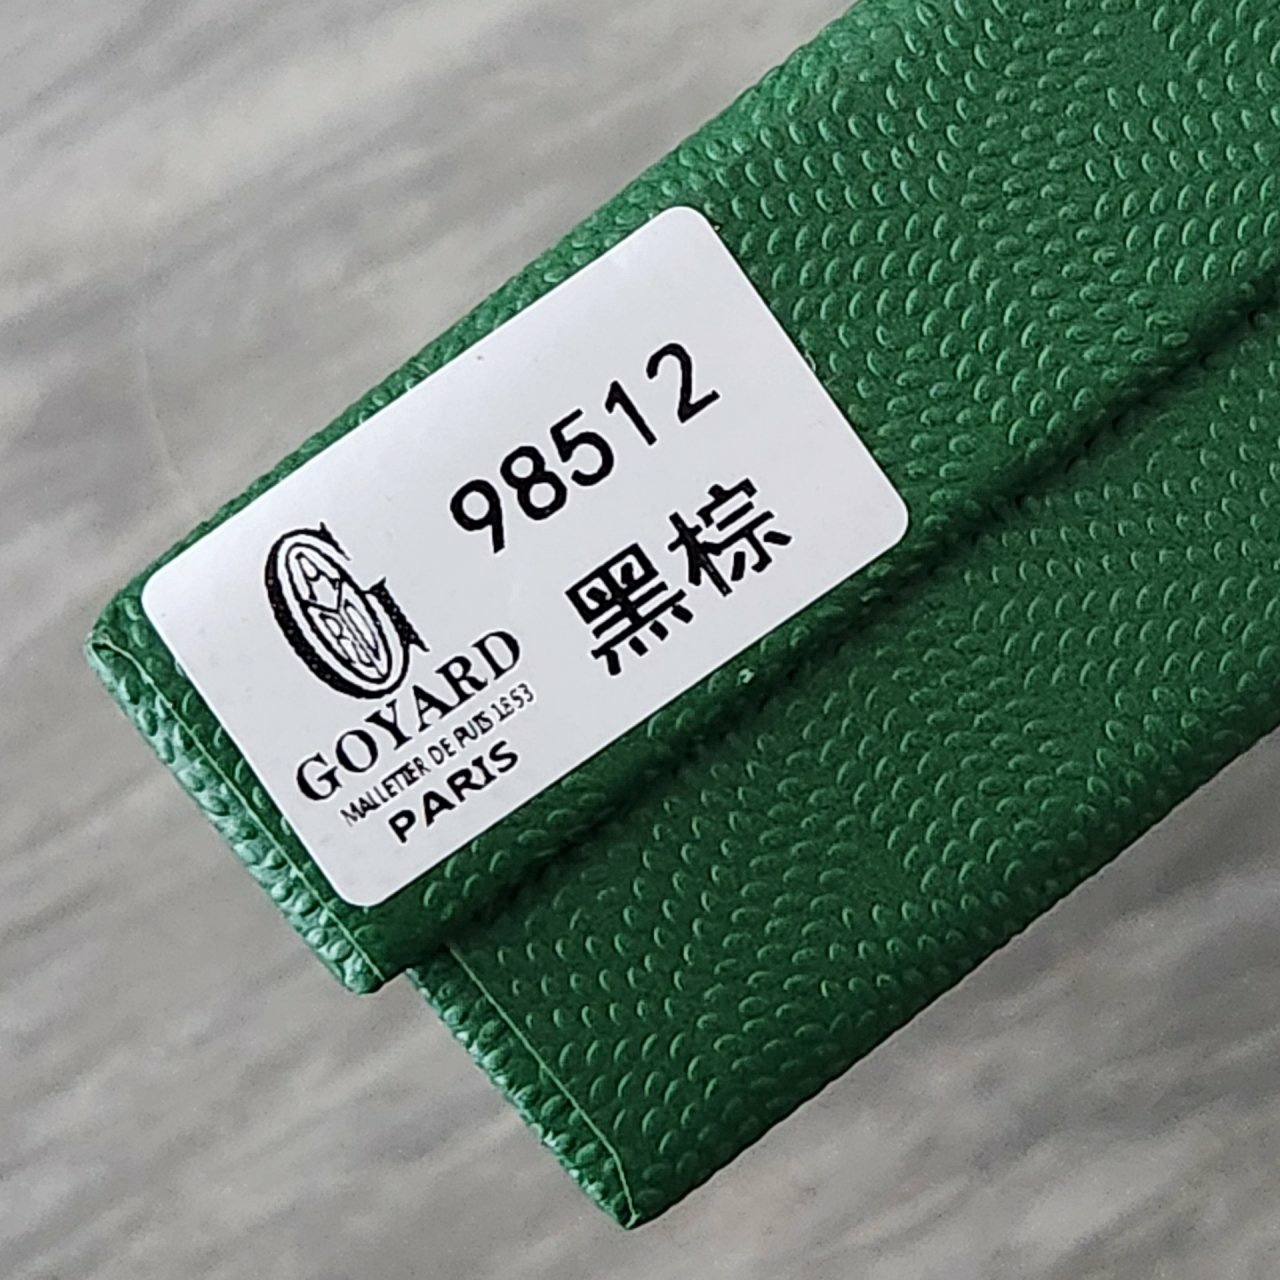 98512
黑棕
GOYARD
MALLETIER DE PUIS 1853
PARIS